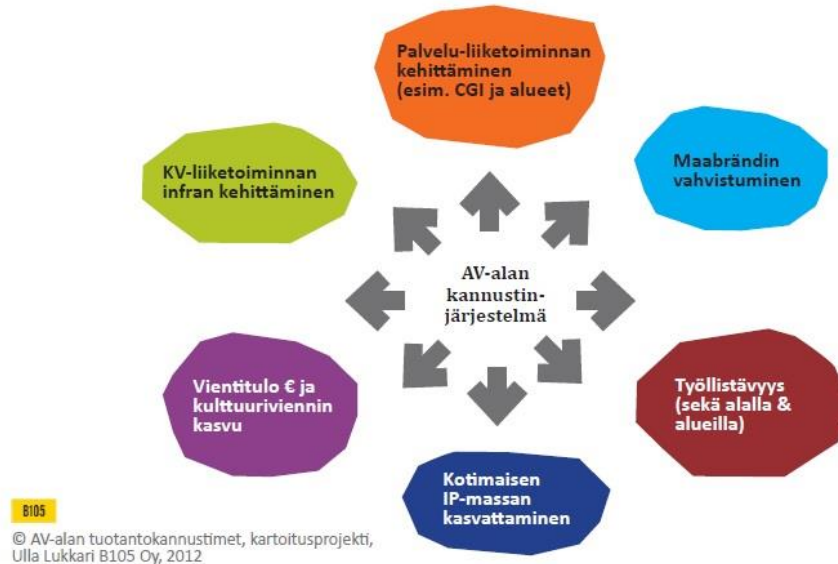 Palvelu-liiketoiminnan
kehittäminen
(esim. CGI ja alueet)
KV-liiketoiminnan
infran kehittäminen
Maabrändin
vahvistuminen
AV-alan
kannustin-
järjestelmä
Vientitulo € ja
kulttuuriviennin
kasvu
Työllistävyys
(sekä alalla &
alueilla)
Kotimaisen
IP-massan
kasvattaminen
B105
© AV-alan tuotantokannustimet, kartoitusprojekti,
Ulla Lukkari B105 Oy, 2012